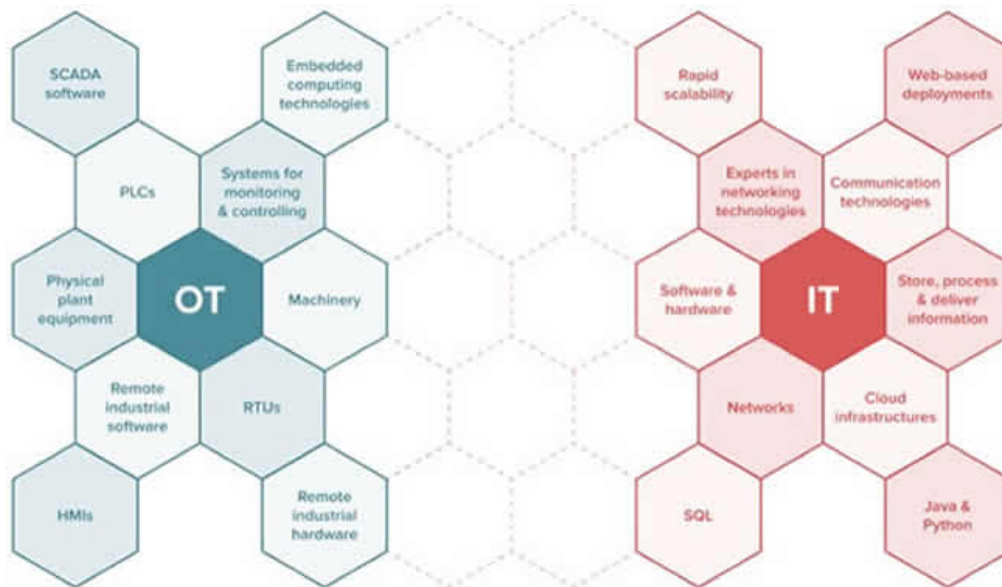 SCADA
software
Embedded
computing
technologies
PLCs
Systems for
monitoring
& controlling
Physical
plant
equipment
OT
Machinery
Remote
industrial
software
RTUs
HMIs
Remote
industrial
hardware
Rapid
scalability
Web-based
deployments
Experts in
networking
technologies
Communication
technologies
Software &
hardware
IT
Store, process
& deliver
information
Networks
Cloud
infrastructures
SQL
Java &
Python